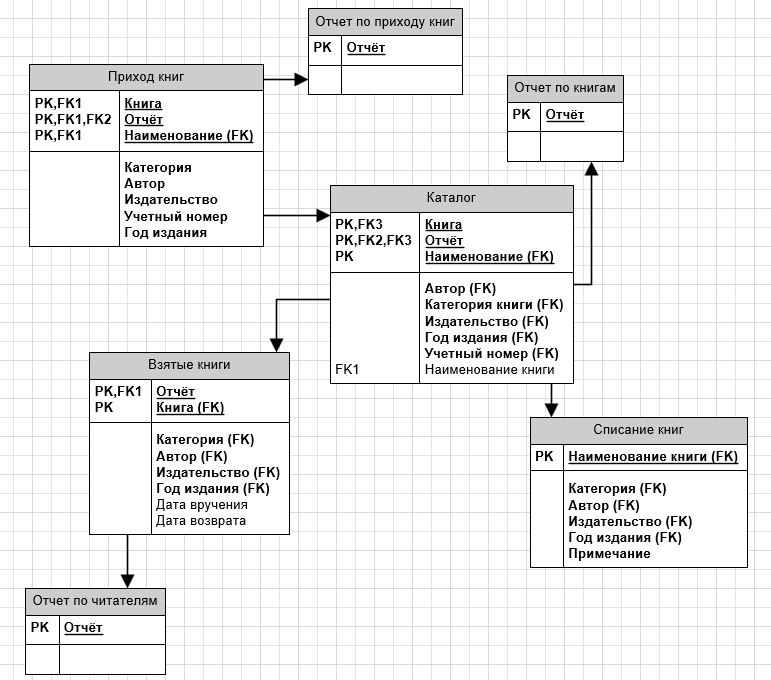 Отчет по приходу книг
PK Отчёт
Приход книг
PK,FK1 Книга
PK,FK1,FK2 Отчёт
PK,FK1 Наименование (FK)
Категория
Автор
Издательство
Учетный номер
Год издания
Отчет по книгам
PK Отчёт
Каталог
PK,FK3 Книга
PK,FK2,FK3 Отчёт
PK Наименование (FK)
Автор (FK)
Категория книги (FK)
Издательство (FK)
Год издания (FK)
Учетный номер (FK)
FK1 Наименование книги
Взятые книги
PK,FK1 Отчёт
PK Книга (FK)
Категория (FK)
Автор (FK)
Издательство (FK)
Год издания (FK)
Дата вручения
Дата возврата
Списание книг
PK Наименование книги (FK)
Категория (FK)
Автор (FK)
Издательство (FK)
Год издания (FK)
Примечание
Отчет по читателям
PK Отчёт